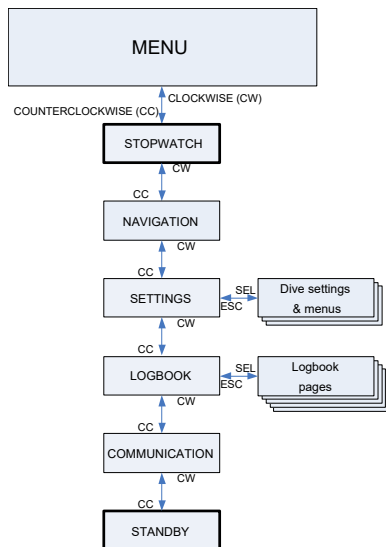 MENU
CLOCKWISE (CW)
COUNTERCLOCKWISE (CC)
STOPWATCH
CW
CC
NAVIGATION
CW
CC
SETTINGS
SEL
ESC
Dive settings
& menus
CW
CC
LOGBOOK
SEL
ESC
Logbook
pages
CW
CC
COMMUNICATION
CW
CC
STANDBY